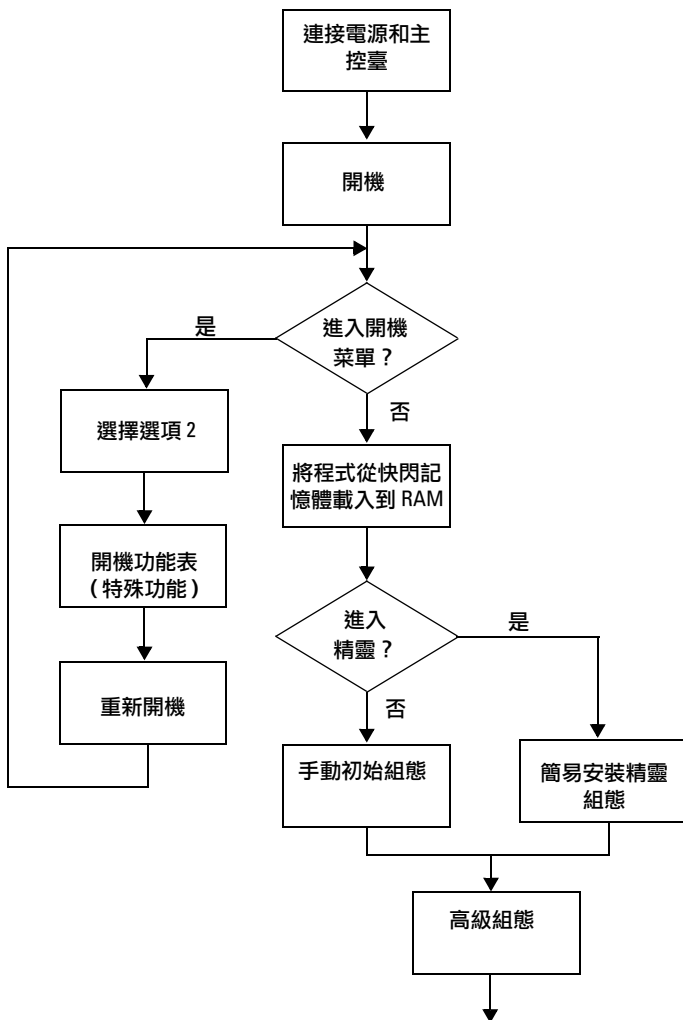 連接電源和主
控臺
開機
進入開機
菜單？
是
否
選擇選項 2
將程式從快閃記
憶體載入到 RAM
開機功能表
(特殊功能)
進入
精靈？
是
否
重新開機
手動初始組態
簡易安裝精靈
組態
高級組態